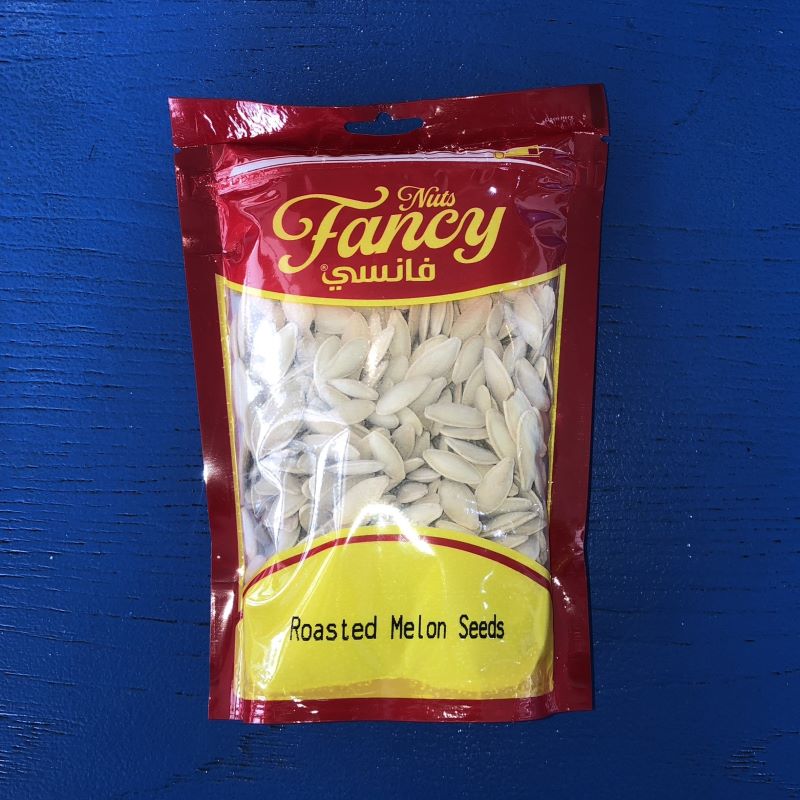 Nuts
Fancy
فانسي®
Roasted Melon Seeds